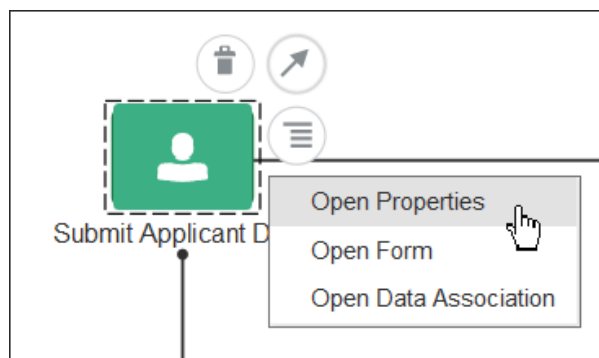 Submit Applicant D
Open Properties
Open Form
Open Data Association